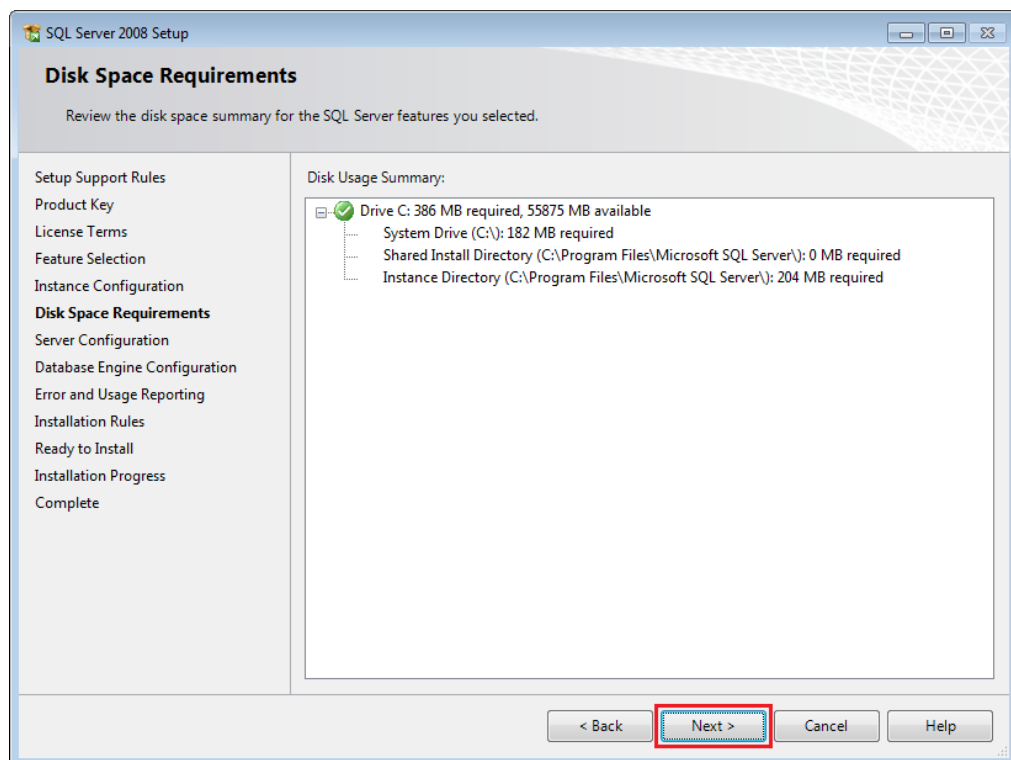 SQL Server 2008 Setup
Disk Space Requirements
Review the disk space summary for the SQL Server features you selected.
Setup Support Rules
Product Key
License Terms
Feature Selection
Instance Configuration
Disk Space Requirements
Server Configuration
Database Engine Configuration
Error and Usage Reporting
Installation Rules
Ready to Install
Installation Progress
Complete
Disk Usage Summary:
Drive C: 386 MB required, 55875 MB available
System Drive (C:\): 182 MB required
Shared Install Directory (C:\Program Files\Microsoft SQL Server\): 0 MB required
Instance Directory (C:\Program Files\Microsoft SQL Server\): 204 MB required
< Back
Next >
Cancel
Help